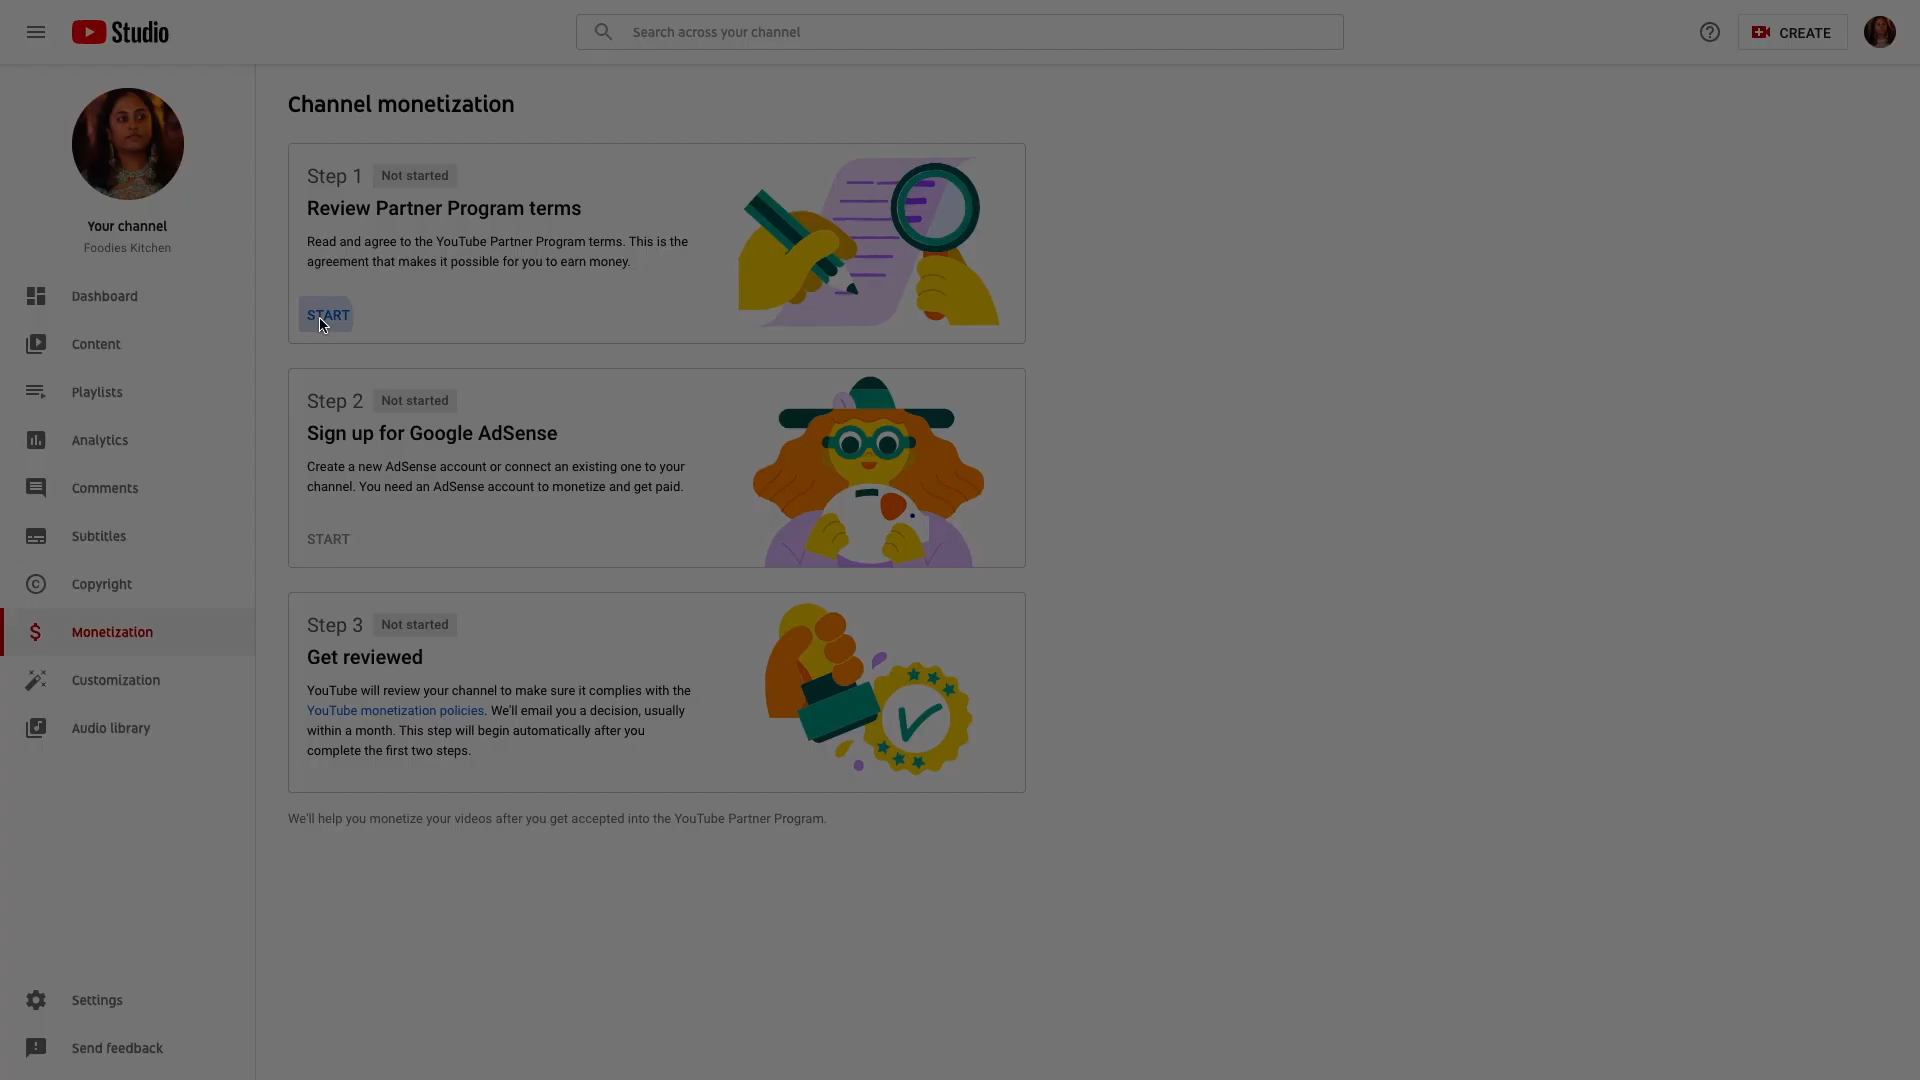 Studio
Search across your channel
CREATE
Your channel
Foodies Kitchen
Dashboard
Content
Playlists
Analytics
Comments
Subtitles
Copyright
Monetization
Customization
Audio library
Settings
Send feedback
Channel monetization
Step 1 Not started
Review Partner Program terms
Read and agree to the YouTube Partner Program terms. This is the
agreement that makes it possible for you to earn money.
START
Step 2 Not started
Sign up for Google AdSense
Create a new AdSense account or connect an existing one to your
channel. You need an AdSense account to monetize and get paid.
START
Step 3 Not started
Get reviewed
YouTube will review your channel to make sure it complies with the
YouTube monetization policies. We'll email you a decision, usually
within a month. This step will begin automatically after you
complete the first two steps.
We'll help you monetize your videos after you get accepted into the YouTube Partner Program.